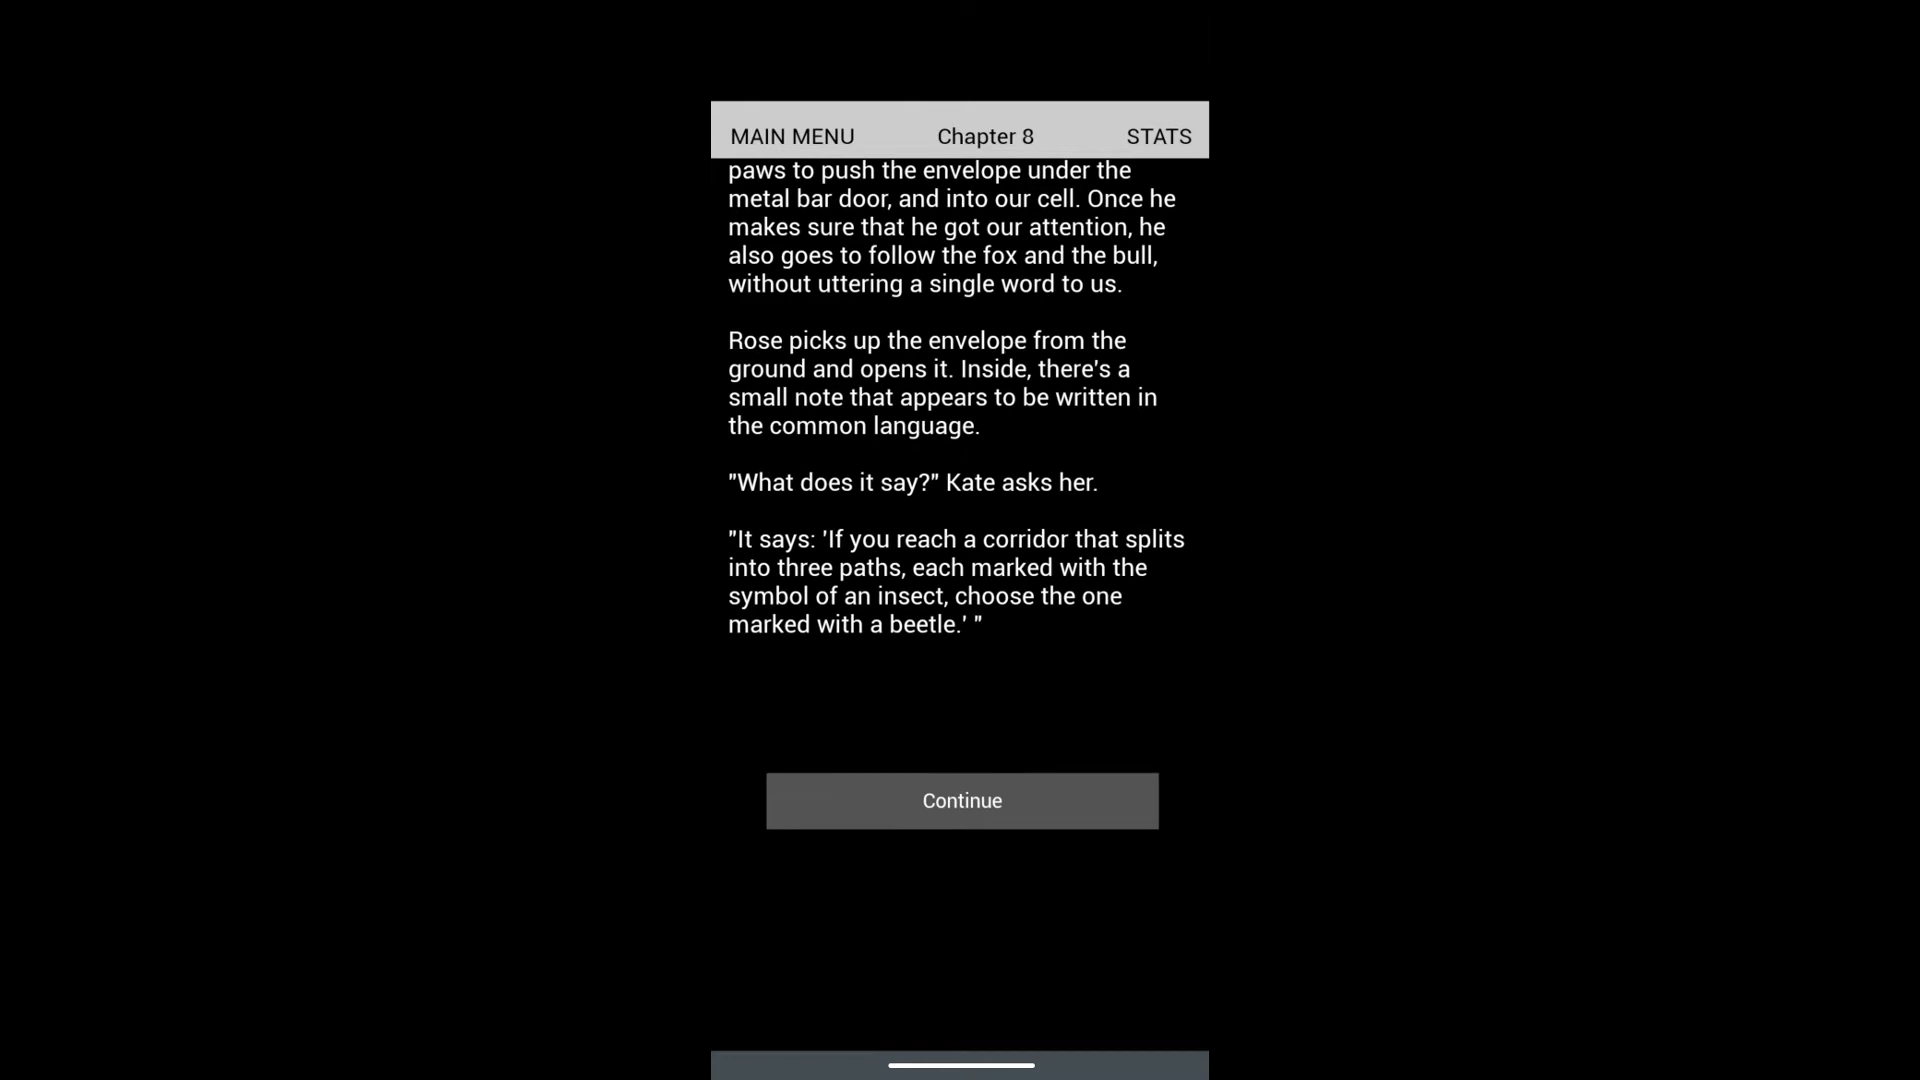 MAIN MENU Chapter 8 STATS
paws to push the envelope under the
metal bar door, and into our cell. Once he
makes sure that he got our attention, he
also goes to follow the fox and the bull,
without uttering a single word to us.
Rose picks up the envelope from the
ground and opens it. Inside, there's a
small note that appears to be written in
the common language.
"What does it say?" Kate asks her.
"It says: 'If you reach a corridor that splits
into three paths, each marked with the
symbol of an insect, choose the one
marked with a beetle.' "
Continue